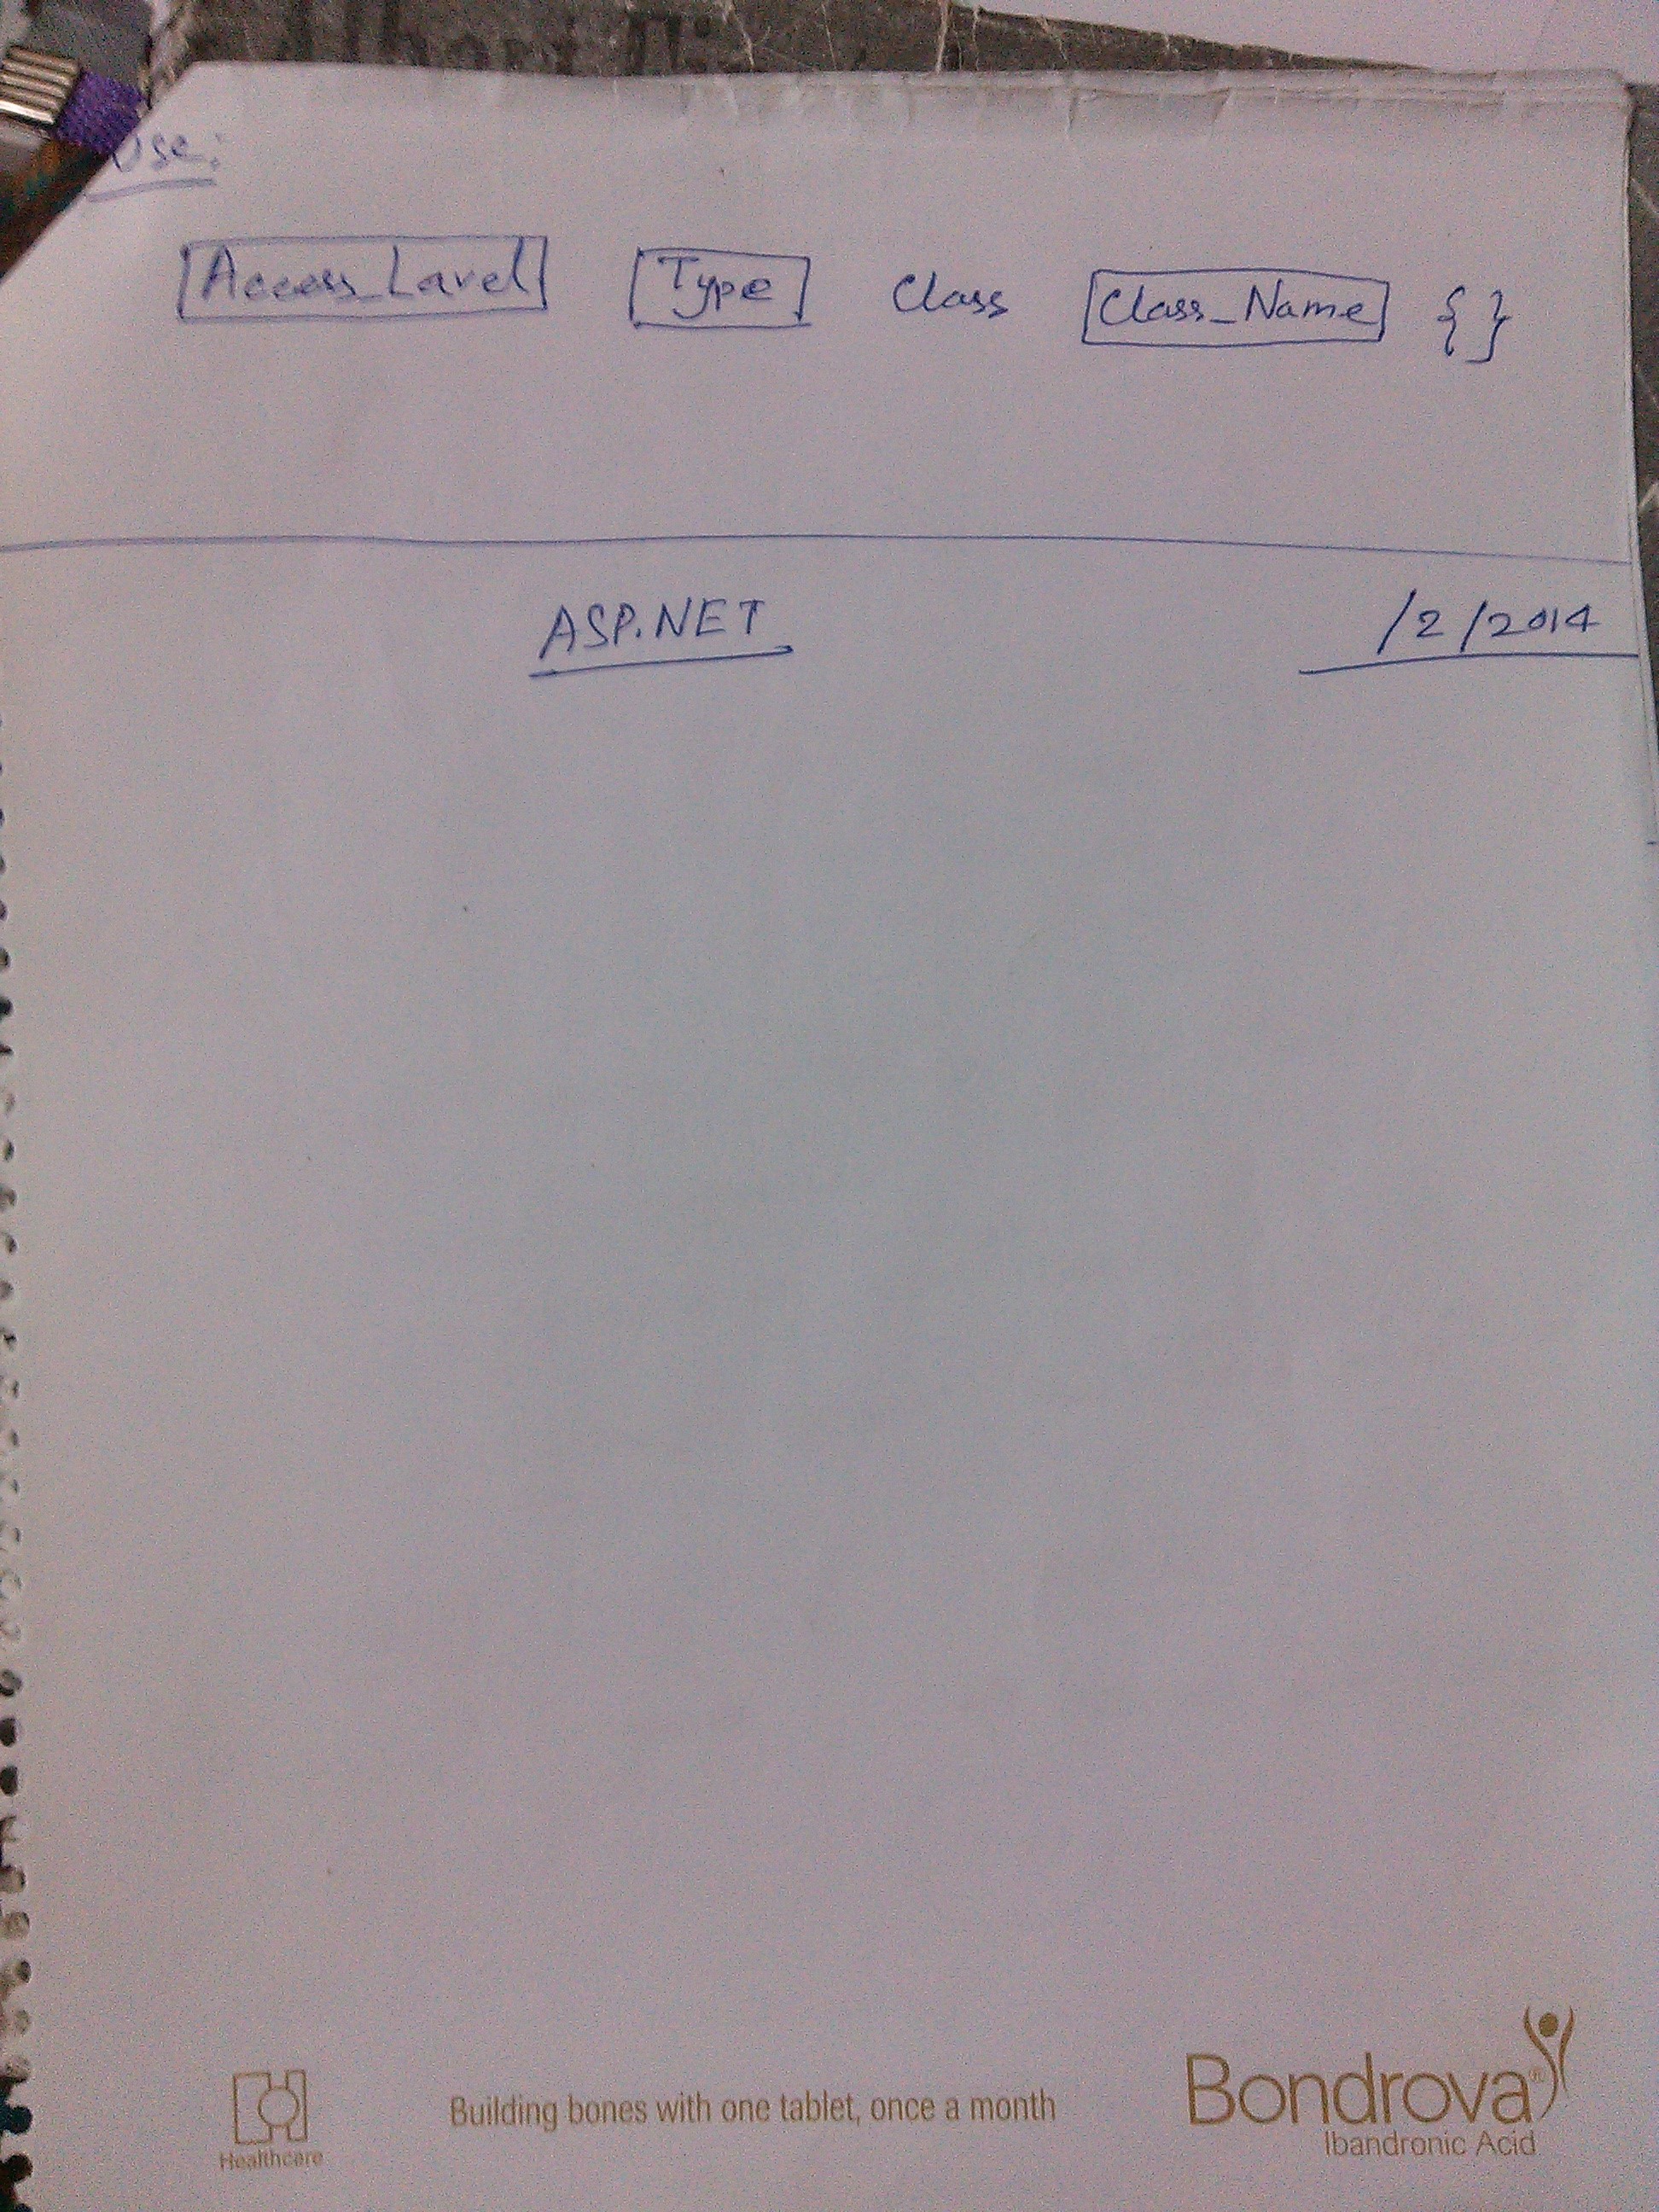 Use:
Access_Lavel Type Class Class_Name {}
ASP.NET /2/2014
Building bones with one tablet, once a month
Bondrova®
Ibandronic Acid
Healthcare